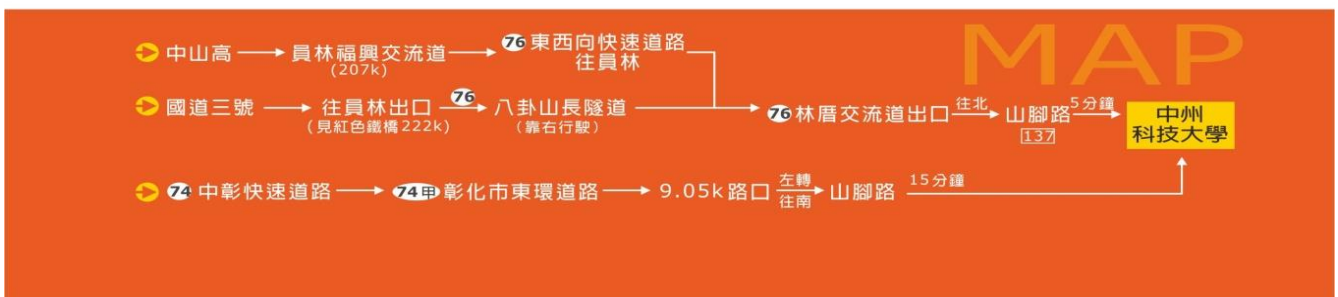 MAP
中山高 員林福興交流道 76 東西向快速道路
(207k) 往員林
國道三號 往員林出口 76 八卦山長隧道 76 林厝交流道出口 往北 山腳路 5分鐘 中州
(見紅色鐵橋222k) (靠右行駛) 137 科技大學
74 中彰快速道路 74甲 彰化市東環道路 9.05k路口 左轉 山腳路 15分鐘
往南